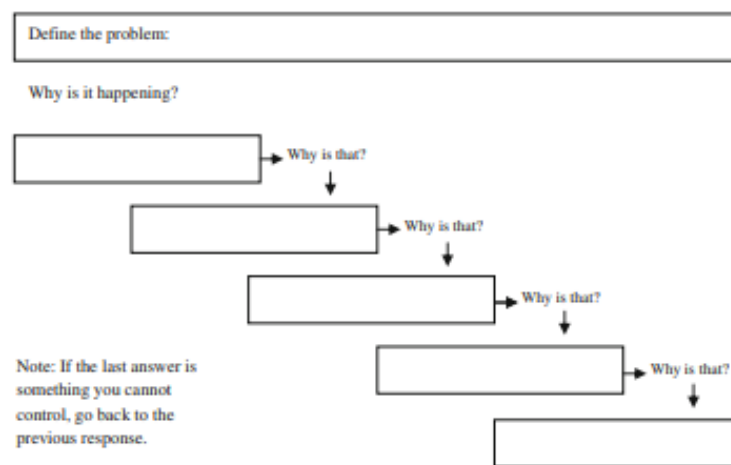 Define the problem:
Why is it happening?
Why is that?
Why is that?
Why is that?
Why is that?
Note: If the last answer is
something you cannot
control, go back to the
previous response.